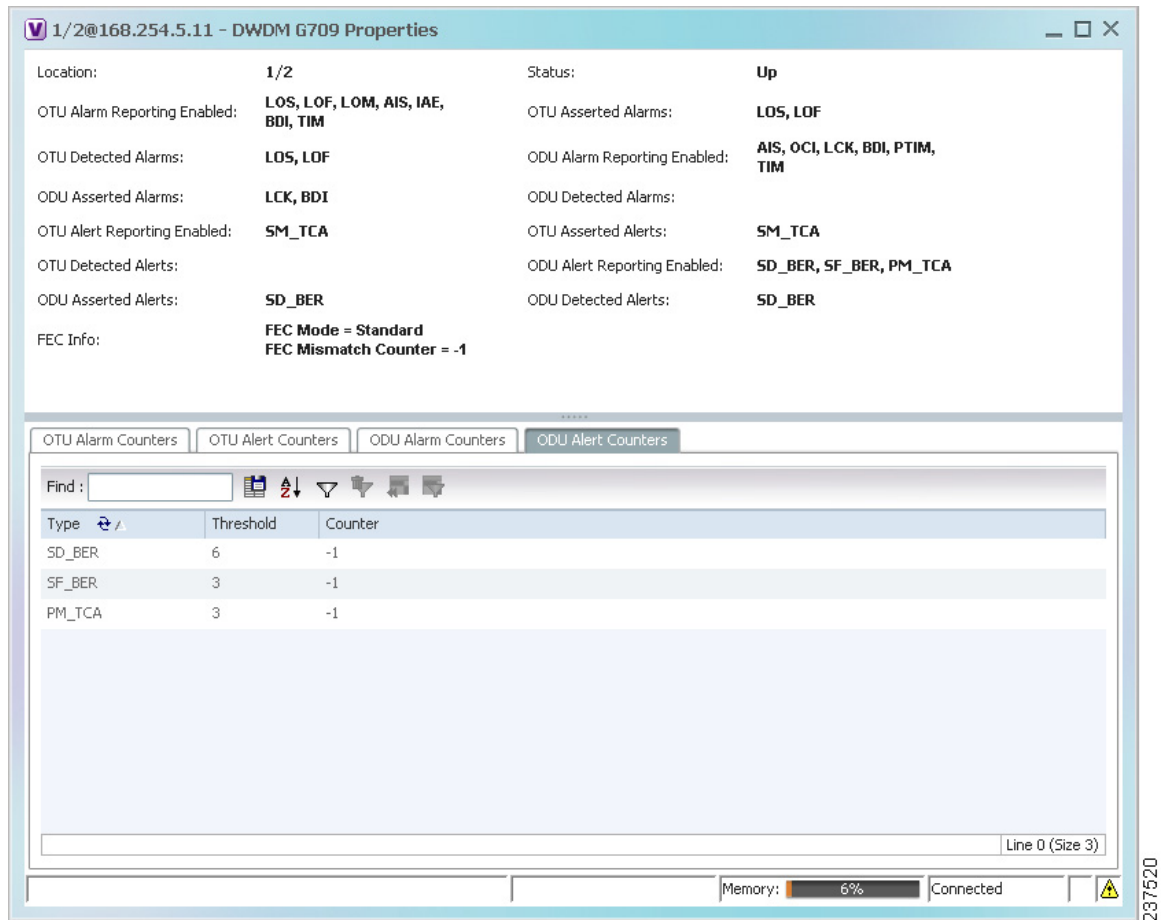 V 1/2@168.254.5.11 - DWDM G709 Properties
Location: 1/2 Status: Up
OTU Alarm Reporting Enabled: LOS, LOF, LOM, AIS, IAE, BDI, TIM OTU Asserted Alarms: LOS, LOF
OTU Detected Alarms: LOS, LOF ODU Alarm Reporting Enabled: AIS, OCI, LCK, BDI, PTIM, TIM
ODU Asserted Alarms: LCK, BDI ODU Detected Alarms:
OTU Alert Reporting Enabled: SM_TCA OTU Asserted Alerts: SM_TCA
OTU Detected Alerts: ODU Alert Reporting Enabled: SD_BER, SF_BER, PM_TCA
ODU Asserted Alerts: SD_BER ODU Detected Alerts: SD_BER
FEC Info: FEC Mode = Standard
FEC Mismatch Counter = -1
OTU Alarm Counters OTU Alert Counters ODU Alarm Counters ODU Alert Counters
Find :
Type Threshold Counter
SD_BER 6 -1
SF_BER 3 -1
PM_TCA 3 -1
Line 0 (Size 3)
Memory: 6% Connected
237520